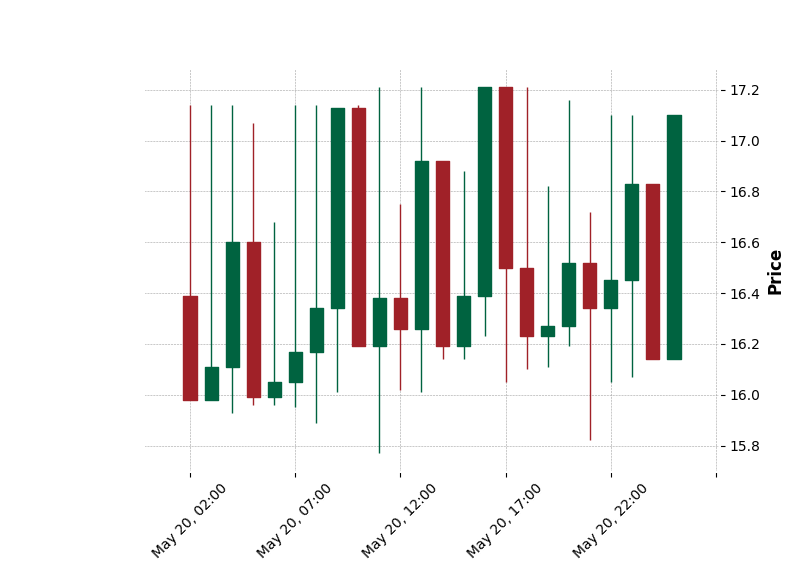 17.2
17.0
16.8
16.6
16.4
16.2
16.0
15.8
Price
May 20, 02:00
May 20, 07:00
May 20, 12:00
May 20, 17:00
May 20, 22:00